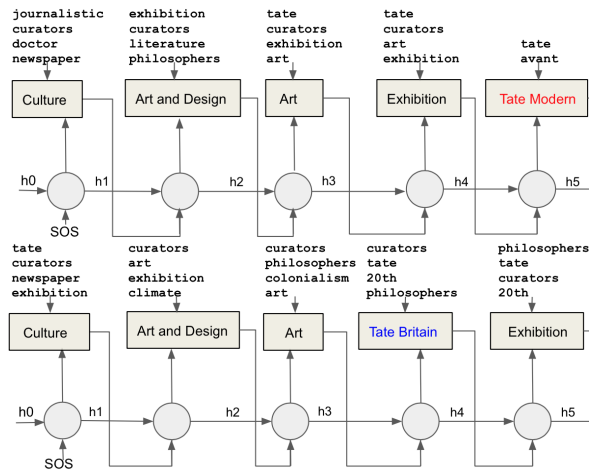 journalistic
curators
doctor
newspaper
exhibition
curators
literature
philosophers
tate
curators
exhibition
art
tate
curators
art
exhibition
tate
avant
Culture
Art and Design
Art
Exhibition
Tate Modern
h0
h1
h2
h3
h4
h5
SOS
tate
curators
newspaper
exhibition
curators
art
exhibition
climate
curators
philosophers
colonialism
art
curators
tate
20th
philosophers
philosophers
tate
curators
20th
Culture
Art and Design
Art
Tate Britain
Exhibition
h0
h1
h2
h3
h4
h5
SOS